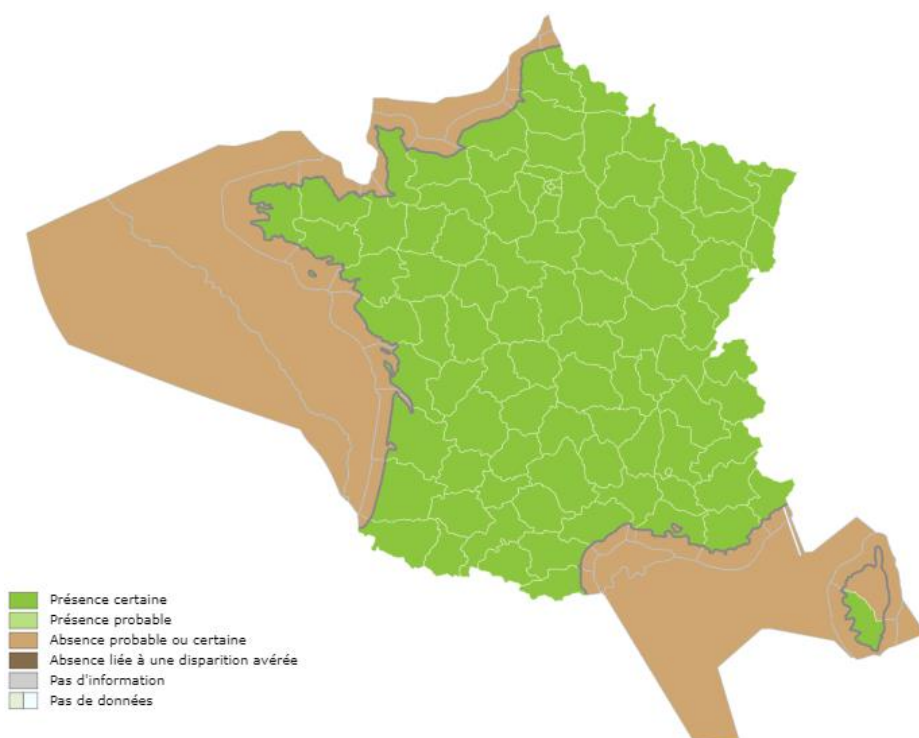 Présence certaine
Présence probable
Absence probable ou certaine
Absence liée à une disparition avérée
Pas d'information
Pas de données